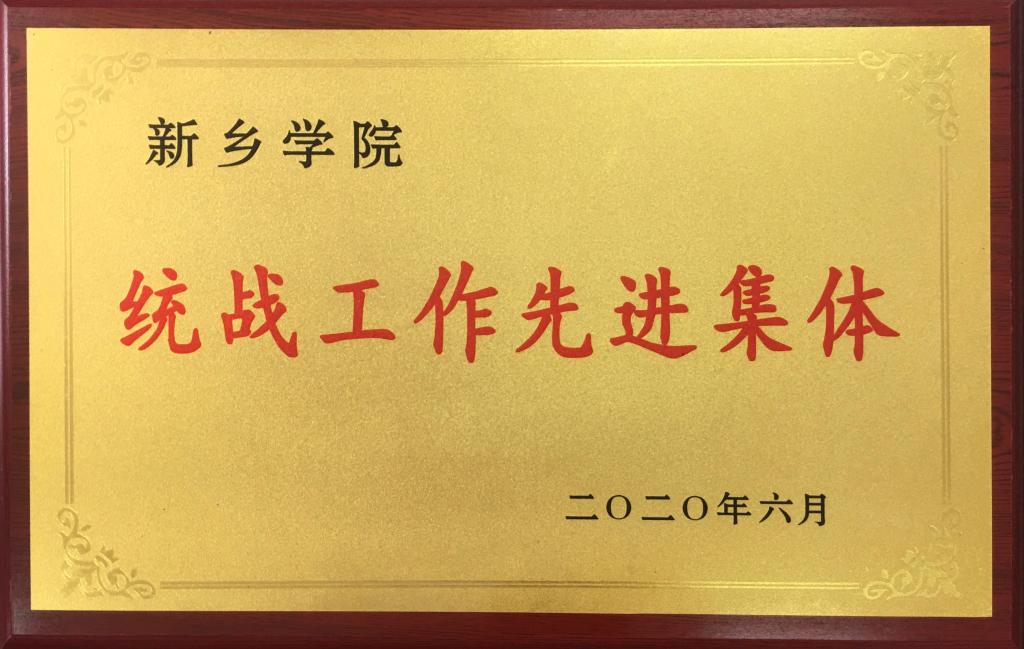 新乡学院
统战工作先进集体
二〇二〇年六月